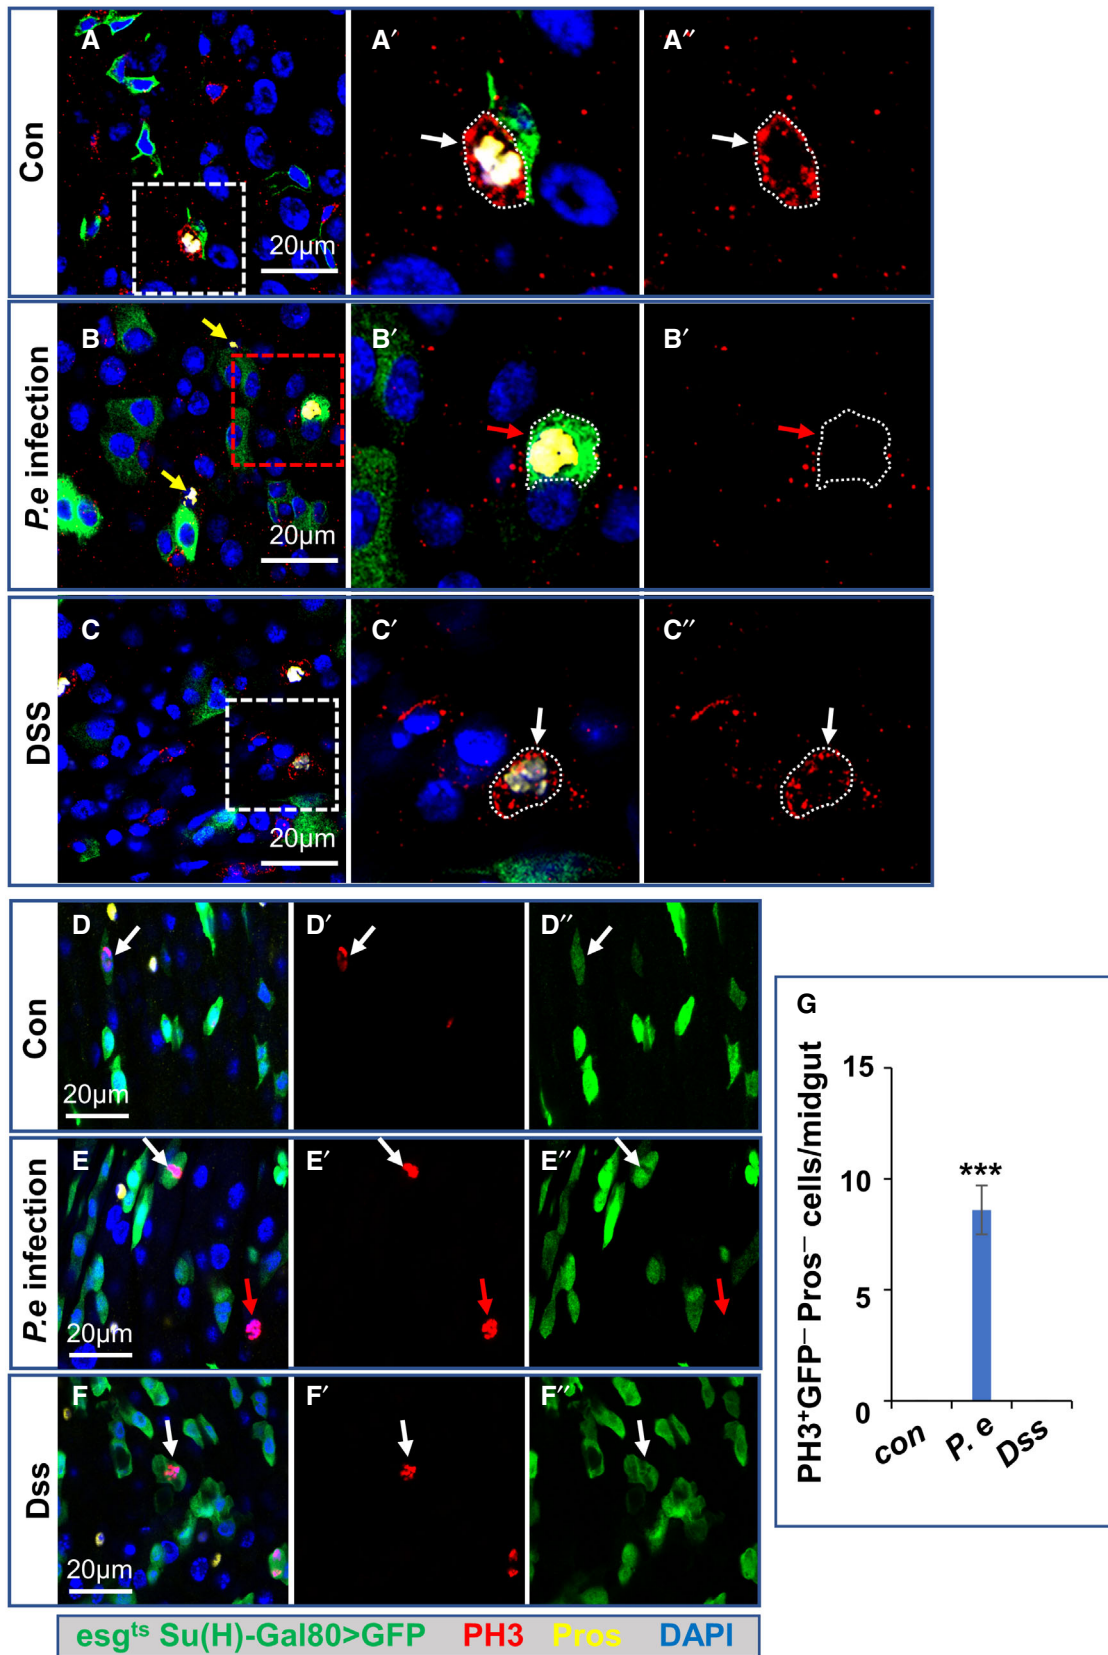 Con
A
A′
A″
20μm
P.e infection
B
B′
B′
20μm
DSS
C
C′
C″
20μm
Con
D
D′
D″
20μm
P.e infection
E
E′
E″
20μm
Dss
F
F′
F″
20μm
esgᵗˢ Su(H)-Gal80>GFP PH3 Pros DAPI
G
PH3⁺GFP⁻ Pros⁻ cells/midgut
15
10
5
0
***
con P. e Dss